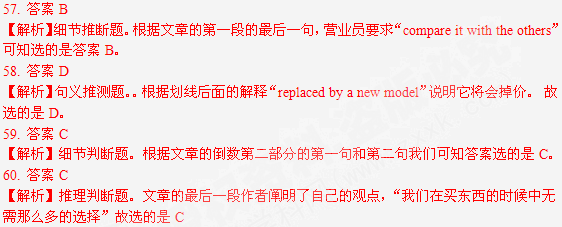 57. 答案 B
【解析】细节推断题。根据文章的第一段的最后一句，营业员要求“compare it with the others”
可知选的是答案 B。
58. 答案 D
【解析】句义推测题。。根据划线后面的解释“replaced by a new model”说明它将会掉价。 故
选的是 D。
59. 答案 C
【解析】细节判断题。根据文章的倒数第二部分的第一句和第二句我们可知答案选的是 C。
60. 答案 C
【解析】推理判断题。文章的最后一段作者阐明了自己的观点，“我们在买东西的时候中无
需那么多的选择”故选的是 C